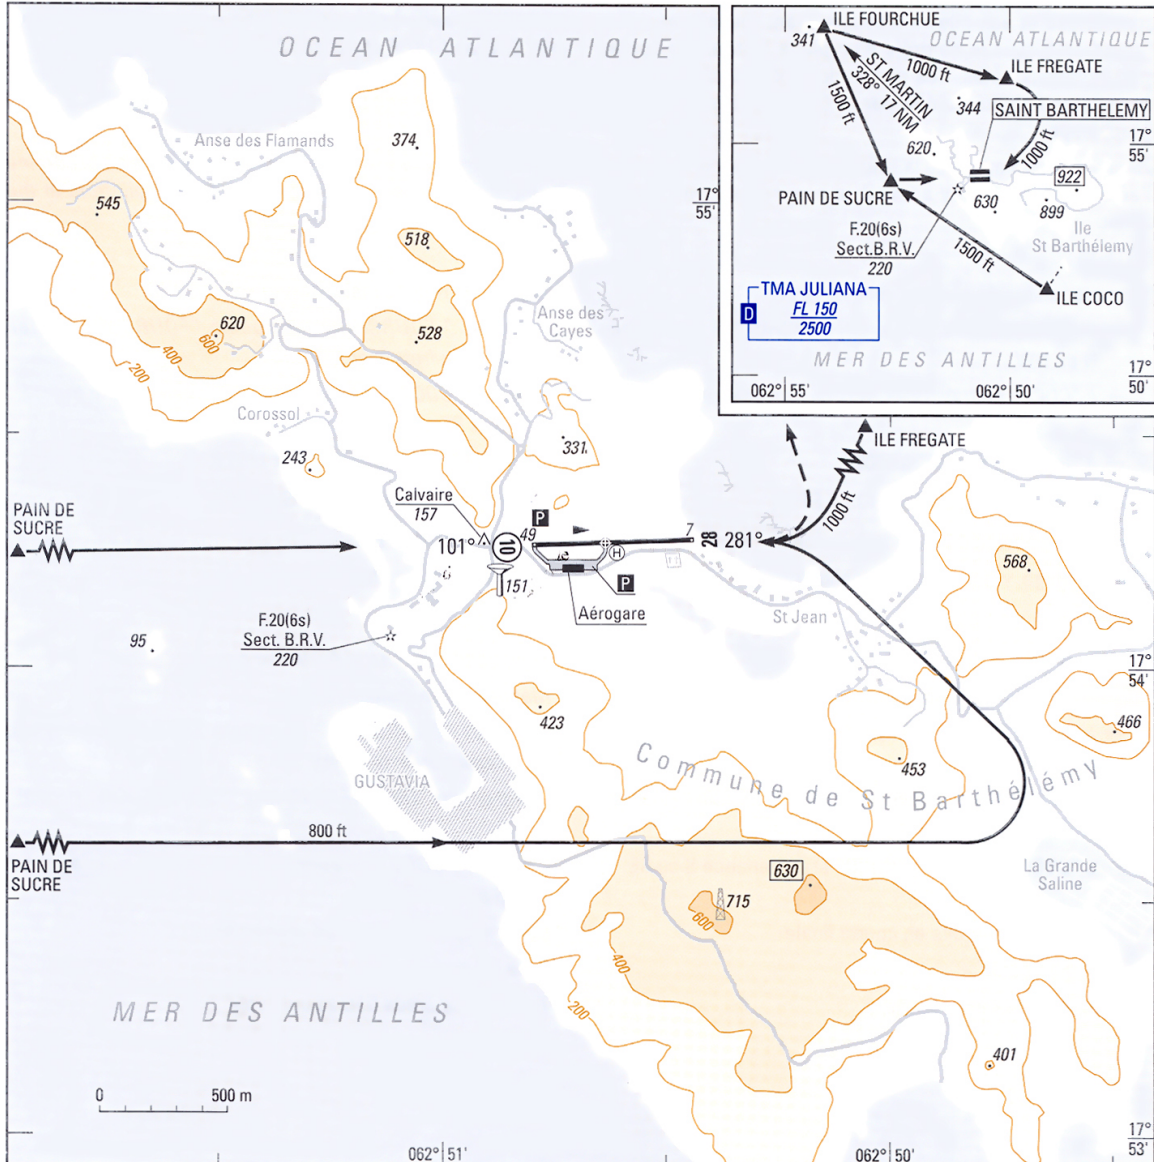 OCEAN ATLANTIQUE
Anse des Flamands
374
545
518
17°
55'
620
600
528
Anse des
Cayes
400
200
Corossol
331
243
Calvaire
157
PAIN DE
SUCRE
101°
10
49
P
7
28 281°
H
151
P
Aérogare
ILE FREGATE
1000 ft
568
St Jean
F.20(6s)
Sect. B.R.V.
220
95
17°
54'
423
466
453
GUSTAVIA
Commune de St Barthélémy
800 ft
PAIN DE
SUCRE
630
715
600
La Grande
Saline
400
200
MER DES ANTILLES
401
0 500 m
062° 51'
062° 50'
17°
53'
ILE FOURCHUE
341
OCEAN ATLANTIQUE
1000 ft
ILE FREGATE
ST MARTIN
328° 17 NM
1500 ft
344
SAINT BARTHELEMY
17°
55'
620
1000 ft
922
PAIN DE SUCRE
630
899
F.20(6s)
Sect.B.R.V.
220
Ile
St Barthélemy
1500 ft
ILE COCO
TMA JULIANA
D
FL 150
2500
MER DES ANTILLES
17°
50'
062° 55'
062° 50'